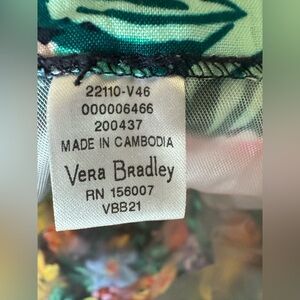 22110-V46
000006466
200437
MADE IN CAMBODIA
Vera Bradley
RN 156007
VBB21